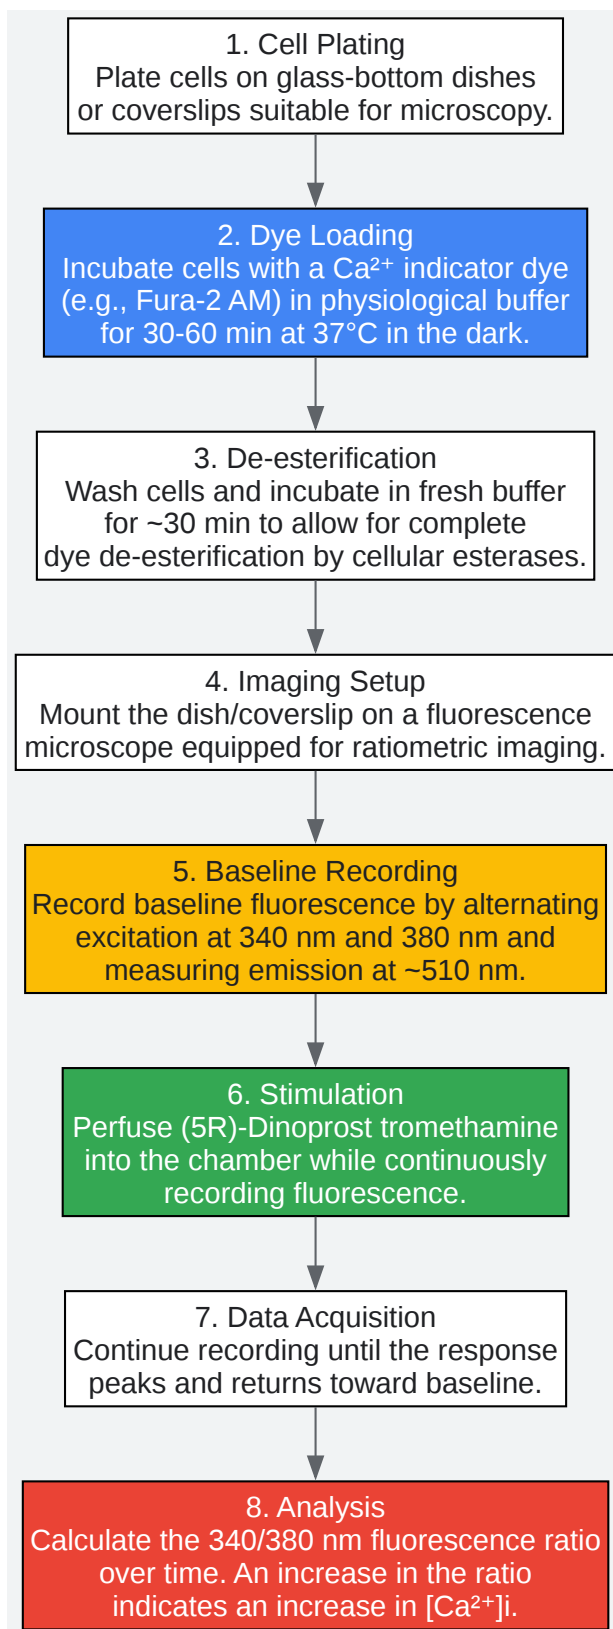 1. Cell Plating
Plate cells on glass-bottom dishes
or coverslips suitable for microscopy.
2. Dye Loading
Incubate cells with a Ca²⁺ indicator dye
(e.g., Fura-2 AM) in physiological buffer
for 30-60 min at 37°C in the dark.
3. De-esterification
Wash cells and incubate in fresh buffer
for ~30 min to allow for complete
dye de-esterification by cellular esterases.
4. Imaging Setup
Mount the dish/coverslip on a fluorescence
microscope equipped for ratiometric imaging.
5. Baseline Recording
Record baseline fluorescence by alternating
excitation at 340 nm and 380 nm and
measuring emission at ~510 nm.
6. Stimulation
Perfuse (5R)-Dinoprost tromethamine
into the chamber while continuously
recording fluorescence.
7. Data Acquisition
Continue recording until the response
peaks and returns toward baseline.
8. Analysis
Calculate the 340/380 nm fluorescence ratio
over time. An increase in the ratio
indicates an increase in [Ca²⁺]i.